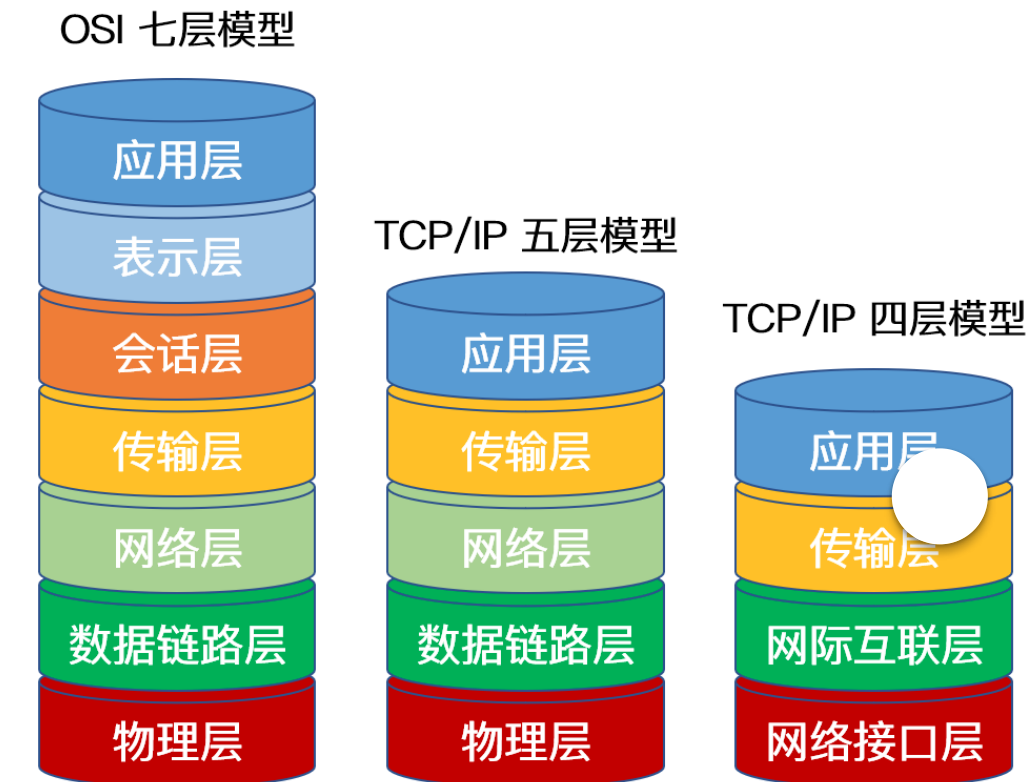 OSI 七层模型
应用层
表示层
会话层
传输层
网络层
数据链路层
物理层
TCP/IP 五层模型
应用层
传输层
网络层
数据链路层
物理层
TCP/IP 四层模型
应用层
传输层
网际互联层
网络接口层